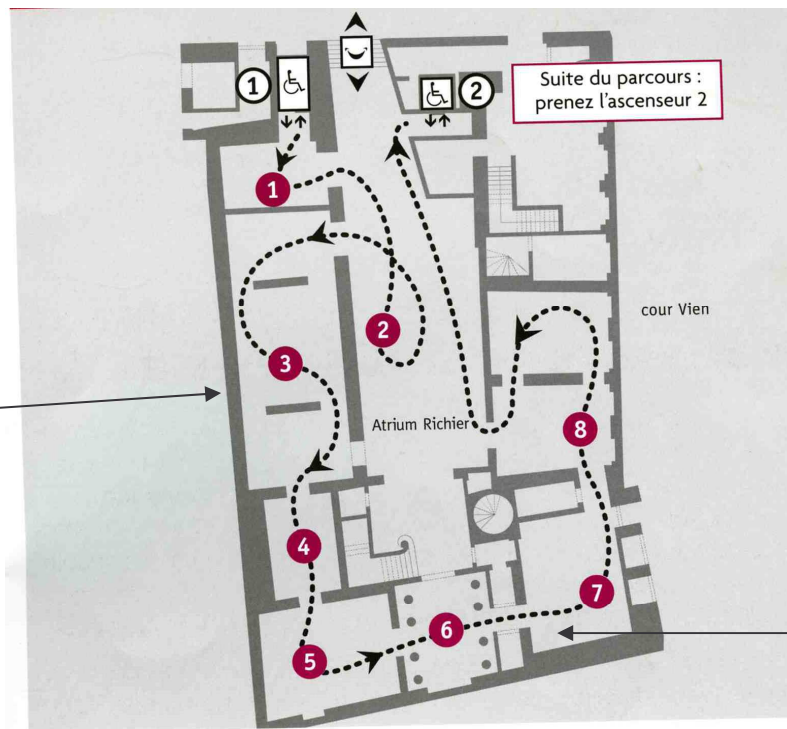 1
2
Suite du parcours :
prenez l'ascenseur 2
1
2
3
cour Vien
Atrium Richier
8
4
7
6
5